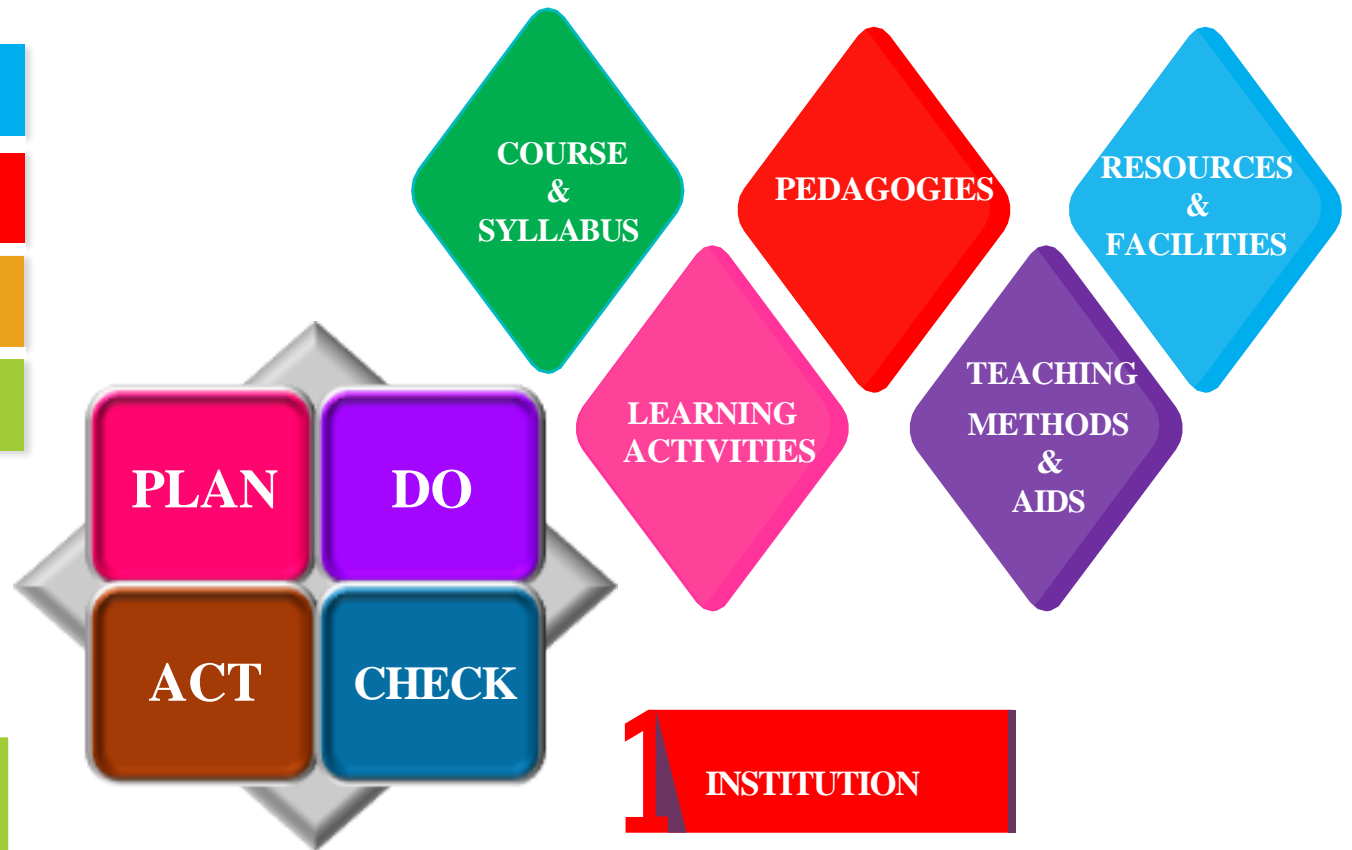 COURSE
&
SYLLABUS
PEDAGOGIES
RESOURCES
&
FACILITIES
LEARNING
ACTIVITIES
TEACHING
METHODS
&
AIDS
PLAN
DO
ACT
CHECK
1
INSTITUTION